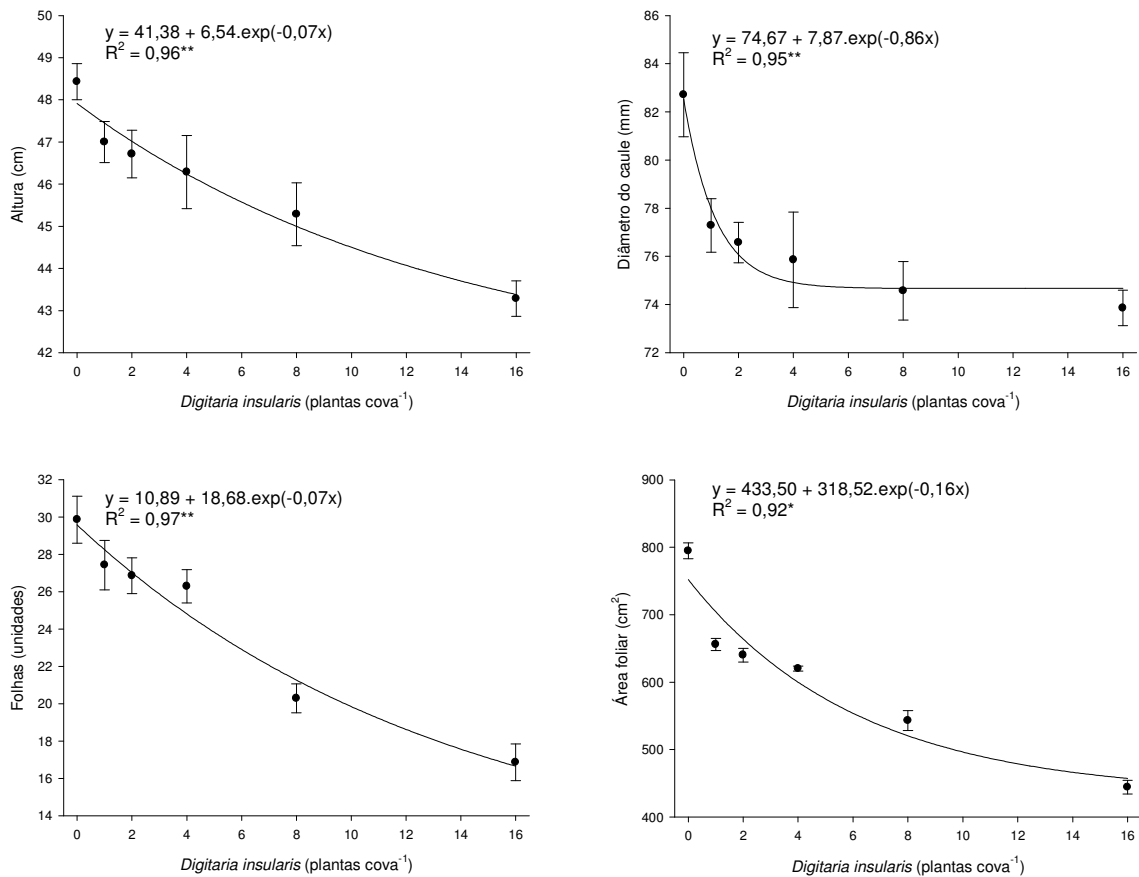 y = 41,38 + 6,54.exp(-0,07x)
R² = 0,96**
Altura (cm)
50
49
48
47
46
45
44
43
42
0 2 4 6 8 10 12 14 16
Digitaria insularis (plantas cova⁻¹)
y = 74,67 + 7,87.exp(-0,86x)
R² = 0,95**
Diâmetro do caule (mm)
86
84
82
80
78
76
74
72
0 2 4 6 8 10 12 14 16
Digitaria insularis (plantas cova⁻¹)
y = 10,89 + 18,68.exp(-0,07x)
R² = 0,97**
Folhas (unidades)
32
30
28
26
24
22
20
18
16
14
0 2 4 6 8 10 12 14 16
Digitaria insularis (plantas cova⁻¹)
y = 433,50 + 318,52.exp(-0,16x)
R² = 0,92*
Área foliar (cm²)
900
800
700
600
500
400
0 2 4 6 8 10 12 14 16
Digitaria insularis (plantas cova⁻¹)